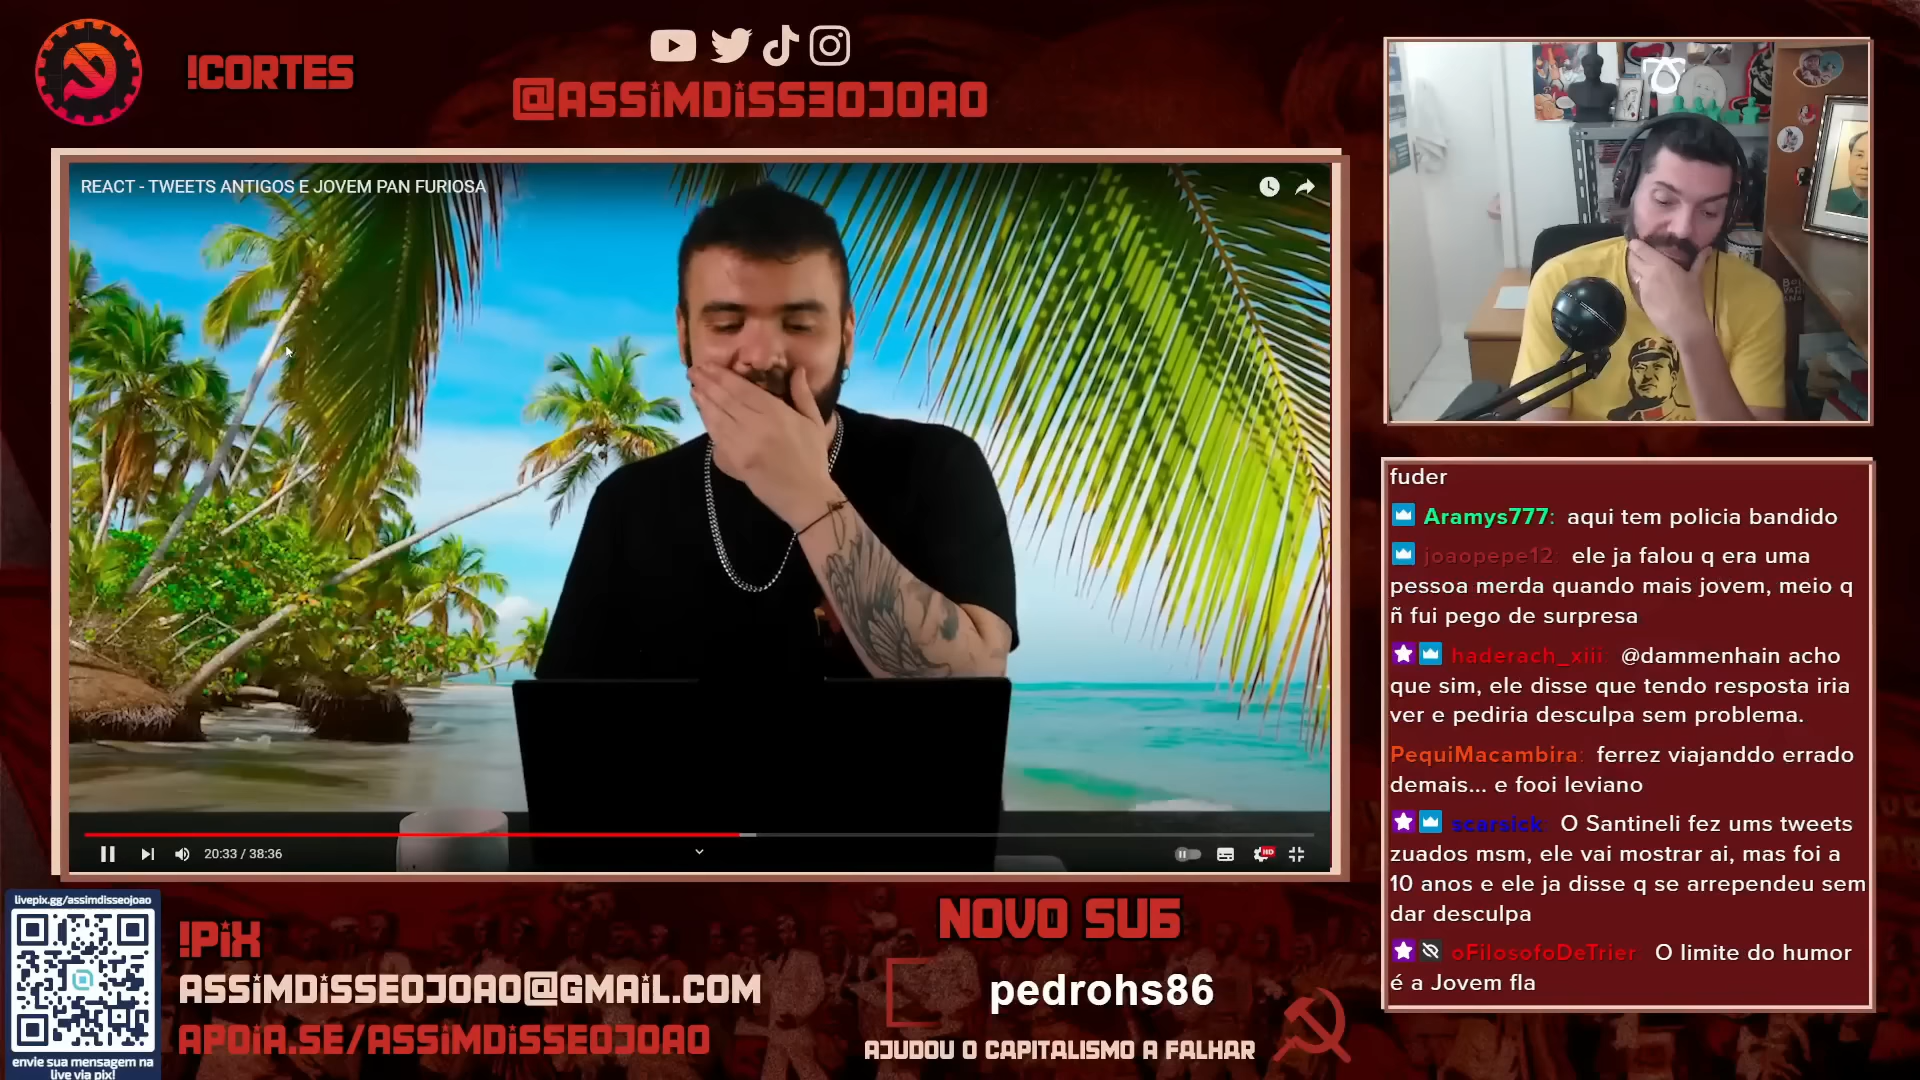 !CORTES
@ASSIMDISSEOJOAO
REACT - TWEETS ANTIGOS E JOVEM PAN FURIOSA
20:33 / 38:36
HD
fuder
Aramys777: aqui tem policia bandido
joaopepe12: ele ja falou q era uma
pessoa merda quando mais jovem, meio q
ñ fui pego de surpresa
haderach_xiii: @dammenhain acho
que sim, ele disse que tendo resposta iria
ver e pediria desculpa sem problema.
PequiMacambira: ferrez viajanddo errado
demais... e fooi leviano
scarsick: O Santineli fez ums tweets
zuados msm, ele vai mostrar ai, mas foi a
10 anos e ele ja disse q se arrependeu sem
dar desculpa
oFilosofoDeTrier: O limite do humor
é a Jovem fla
livepix.gg/assimdisseojoao
envie sua mensagem na
live via pix!
!PIX
ASSIMDISSEOJOAO@GMAIL.COM
APOIA.SE/ASSIMDISSEOJOAO
NOVO SUB
pedrohs86
AJUDOU O CAPITALISMO A FALHAR